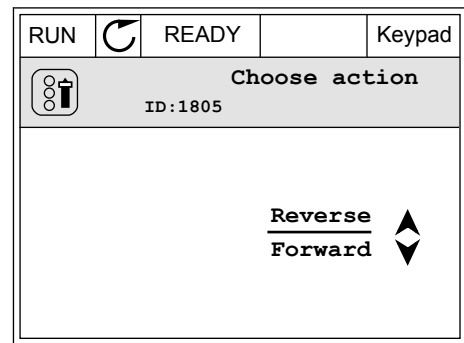 RUN READY Keypad
Choose action
ID:1805
Reverse
Forward